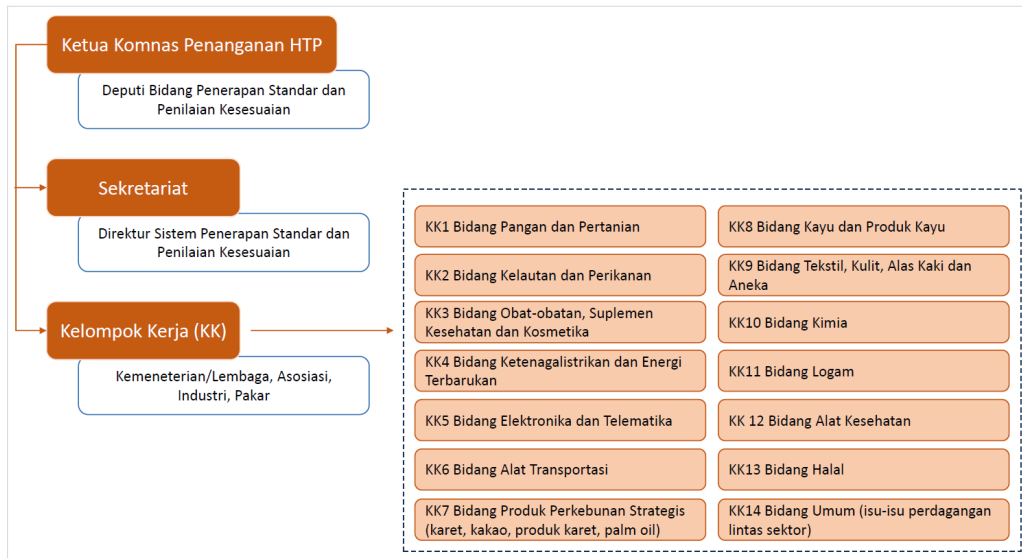 Ketua Komnas Penanganan HTP
Deputi Bidang Penerapan Standar dan
Penilaian Kesesuaian
Sekretariat
Direktur Sistem Penerapan Standar dan
Penilaian Kesesuaian
Kelompok Kerja (KK)
Kemeneterian/Lembaga, Asosiasi,
Industri, Pakar
KK1 Bidang Pangan dan Pertanian
KK2 Bidang Kelautan dan Perikanan
KK3 Bidang Obat-obatan, Suplemen
Kesehatan dan Kosmetika
KK4 Bidang Ketenagalistrikan dan Energi
Terbarukan
KK5 Bidang Elektronika dan Telematika
KK6 Bidang Alat Transportasi
KK7 Bidang Produk Perkebunan Strategis
(karet, kakao, produk karet, palm oil)
KK8 Bidang Kayu dan Produk Kayu
KK9 Bidang Tekstil, Kulit, Alas Kaki dan
Aneka
KK10 Bidang Kimia
KK11 Bidang Logam
KK 12 Bidang Alat Kesehatan
KK13 Bidang Halal
KK14 Bidang Umum (isu-isu perdagangan
lintas sektor)